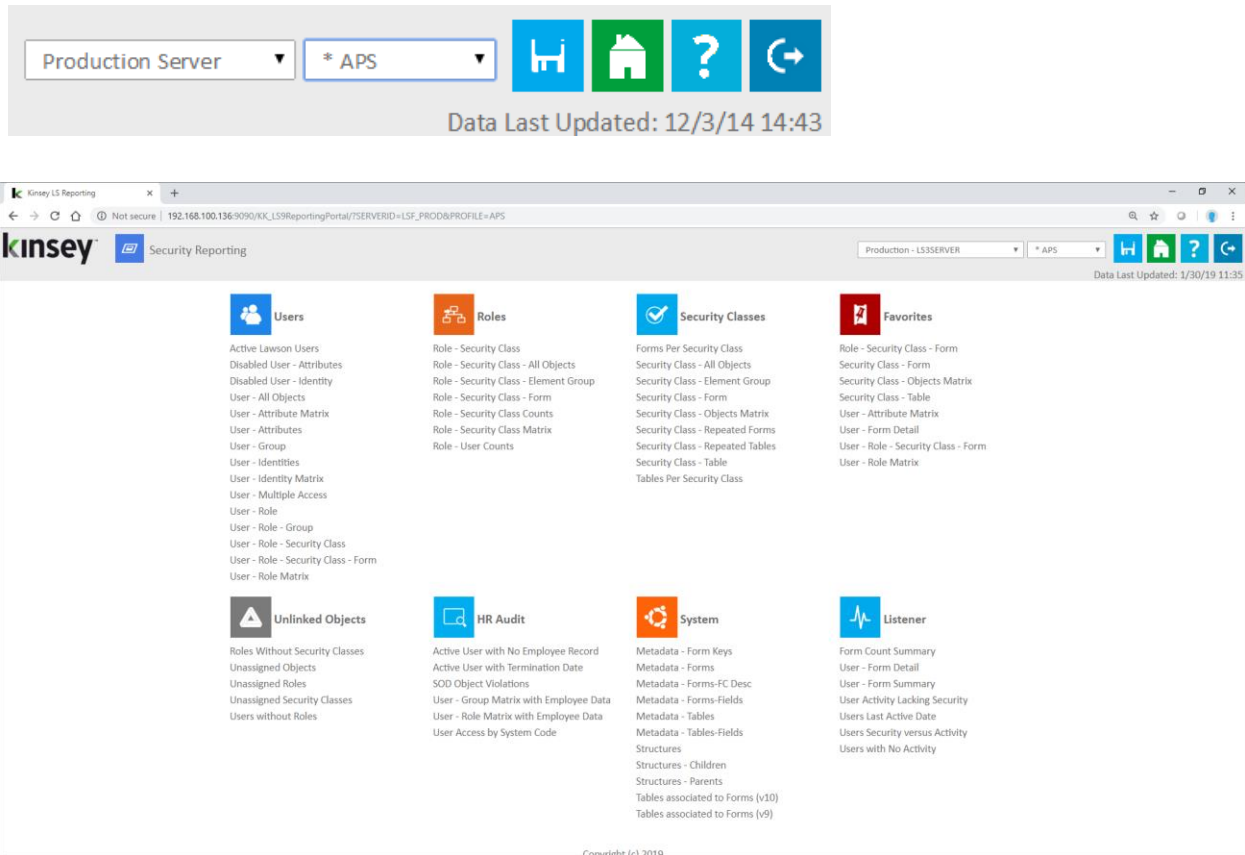 Production Server
* APS
?
Data Last Updated: 12/3/14 14:43
Kinsey LS Reporting
Not secure | 192.168.100.136:9090/KK_LS9ReportingPortal/?SERVERID=LSF_PROD&PROFILE=APS
kinsey
Security Reporting
Production - LS3SERVER
* APS
?
Data Last Updated: 1/30/19 11:35
Users
Active Lawson Users
Disabled User - Attributes
Disabled User - Identity
User - All Objects
User - Attribute Matrix
User - Attributes
User - Group
User - Identities
User - Identity Matrix
User - Multiple Access
User - Role
User - Role - Group
User - Role - Security Class
User - Role - Security Class - Form
User - Role Matrix
Roles
Role - Security Class
Role - Security Class - All Objects
Role - Security Class - Element Group
Role - Security Class - Form
Role - Security Class Counts
Role - Security Class Matrix
Role - User Counts
Security Classes
Forms Per Security Class
Security Class - All Objects
Security Class - Element Group
Security Class - Form
Security Class - Objects Matrix
Security Class - Repeated Forms
Security Class - Repeated Tables
Security Class - Table
Tables Per Security Class
Favorites
Role - Security Class - Form
Security Class - Form
Security Class - Objects Matrix
Security Class - Table
User - Attribute Matrix
User - Form Detail
User - Role - Security Class - Form
User - Role Matrix
Unlinked Objects
Roles Without Security Classes
Unassigned Objects
Unassigned Roles
Unassigned Security Classes
Users without Roles
HR Audit
Active User with No Employee Record
Active User with Termination Date
SOD Object Violations
User - Group Matrix with Employee Data
User - Role Matrix with Employee Data
User Access by System Code
System
Metadata - Form Keys
Metadata - Forms
Metadata - Forms-FC Desc
Metadata - Forms-Fields
Metadata - Tables
Metadata - Tables-Fields
Structures
Structures - Children
Structures - Parents
Tables associated to Forms (v10)
Tables associated to Forms (v9)
Listener
Form Count Summary
User - Form Detail
User - Form Summary
User Activity Lacking Security
Users Last Active Date
Users Security versus Activity
Users with No Activity
Copyright (c) 2019